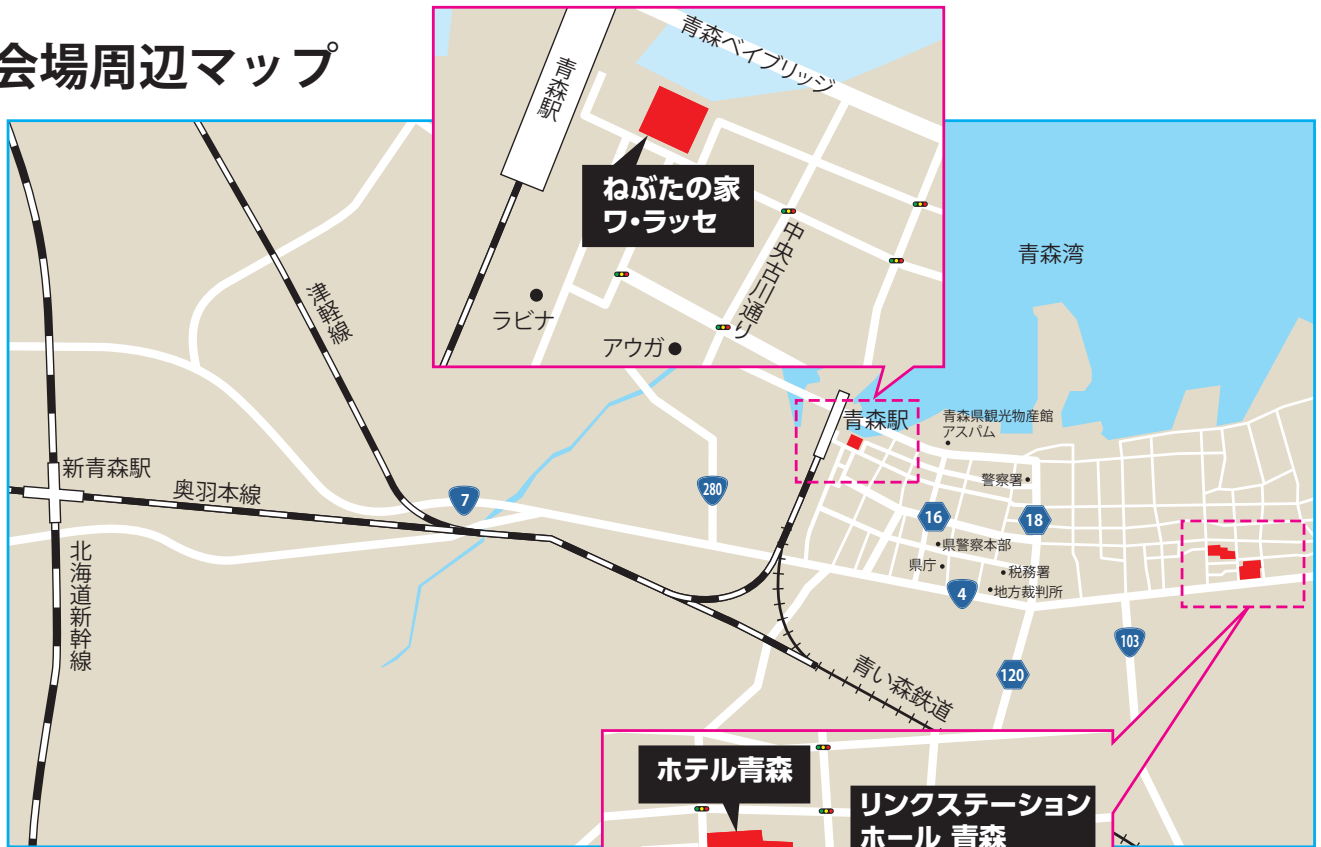 会場周辺マップ
青森ベイブリッジ
青森駅
ねぶたの家
ワ・ラッセ
中央古川通り
ラビナ
アウガ
青森湾
津軽線
青森駅
青森県観光物産館
アスパム
新青森駅
奥羽本線
警察署
7
280
16
18
県警察本部
県庁
税務署
地方裁判所
4
北海道新幹線
103
青い森鉄道
120
ホテル青森
リンクステーション
ホール 青森